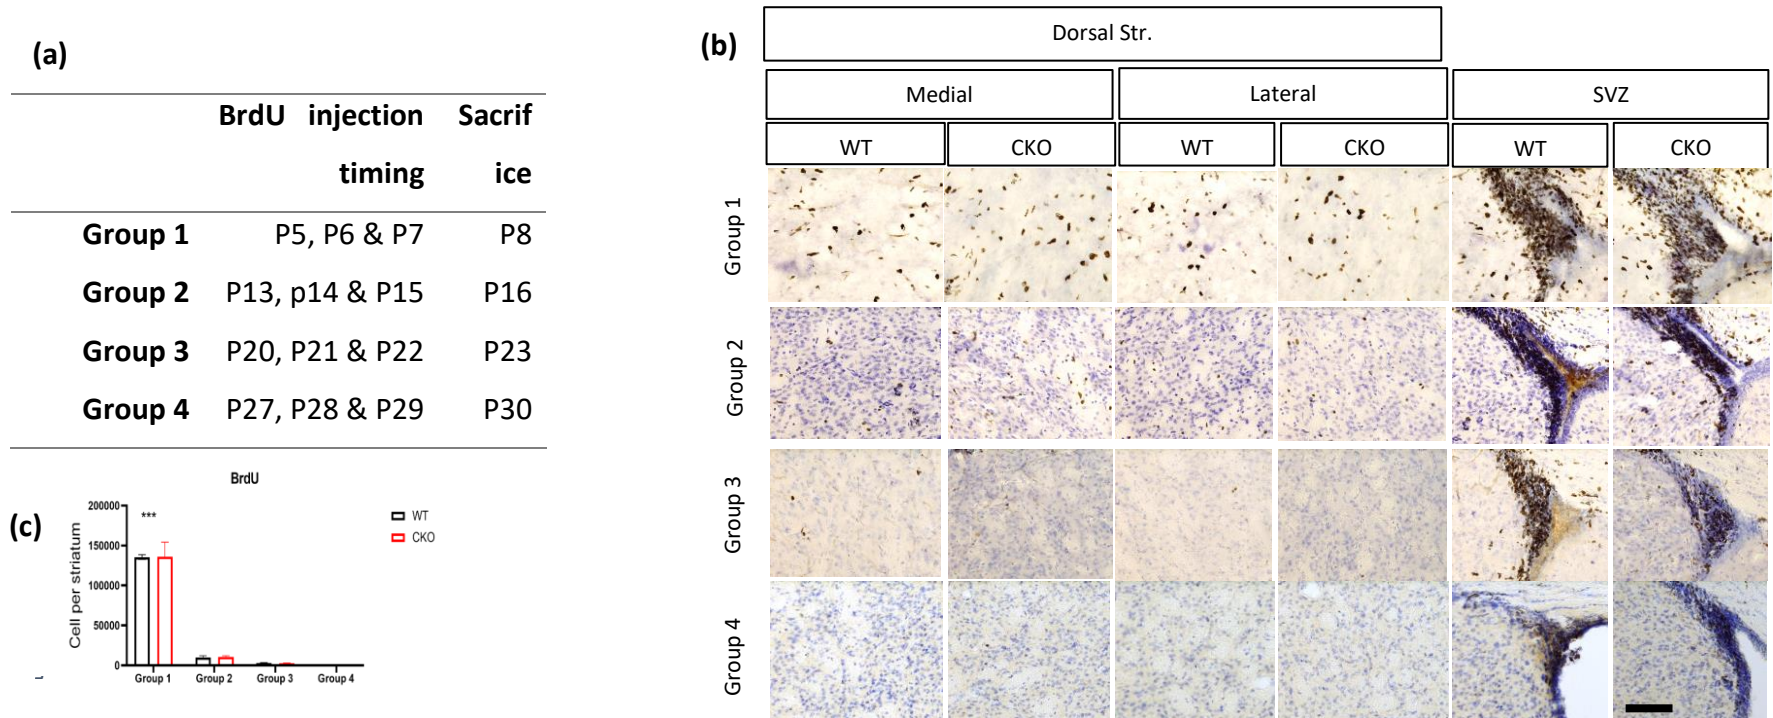 (a)
BrdU injection Sacrif
timing ice
Group 1 P5, P6 & P7 P8
Group 2 P13, p14 & P15 P16
Group 3 P20, P21 & P22 P23
Group 4 P27, P28 & P29 P30
(b)
Dorsal Str.
Medial Lateral SVZ
WT CKO WT CKO WT CKO
Group 1
Group 2
Group 3
Group 4
(c)
BrdU
Cell per striatum
200000
150000
100000
50000
0
***
WT
CKO
Group 1 Group 2 Group 3 Group 4